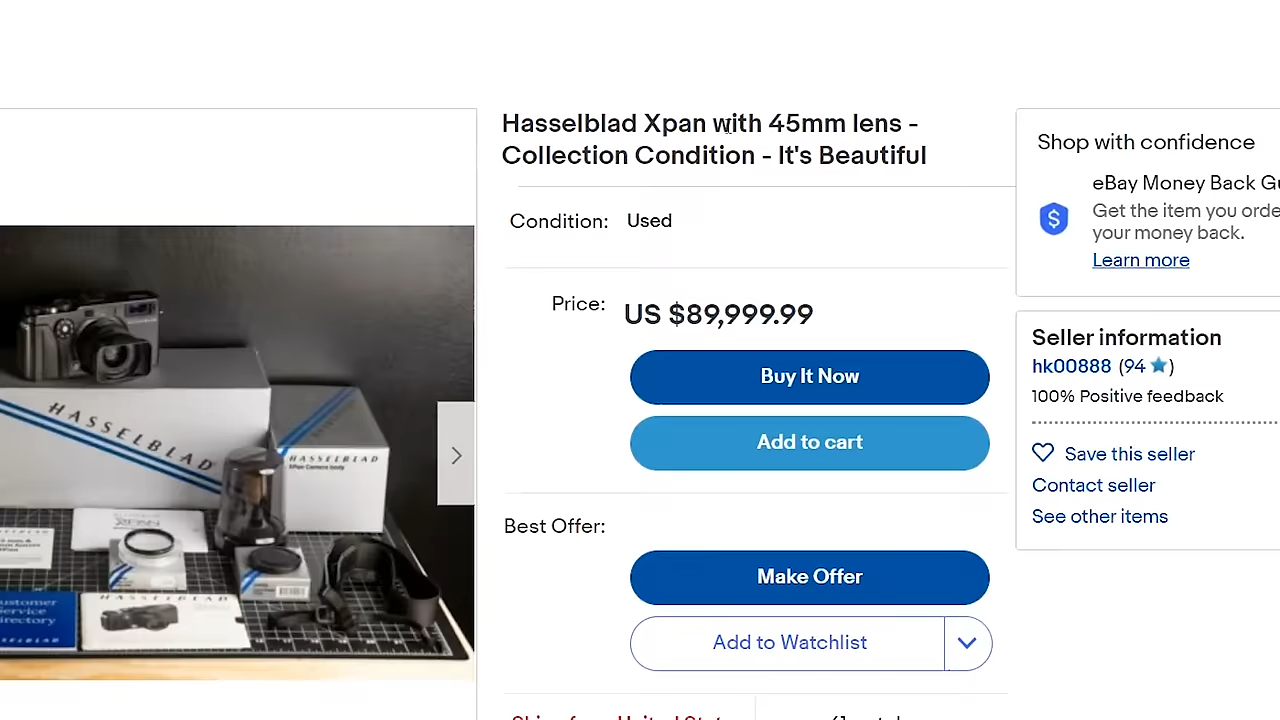 Hasselblad Xpan with 45mm lens -
Collection Condition - It's Beautiful
Condition: Used
Price: US $89,999.99
Buy It Now
Add to cart
Best Offer:
Make Offer
Add to Watchlist
Shop with confidence
eBay Money Back
Get the item you
your money back.
Learn more
Seller information
hk00888 (94 )
100% Positive feedback
Save this seller
Contact seller
See other items
HASSELBLAD
HASSELBLAD
XPan Camera body
XPAN
HASSELBLAD